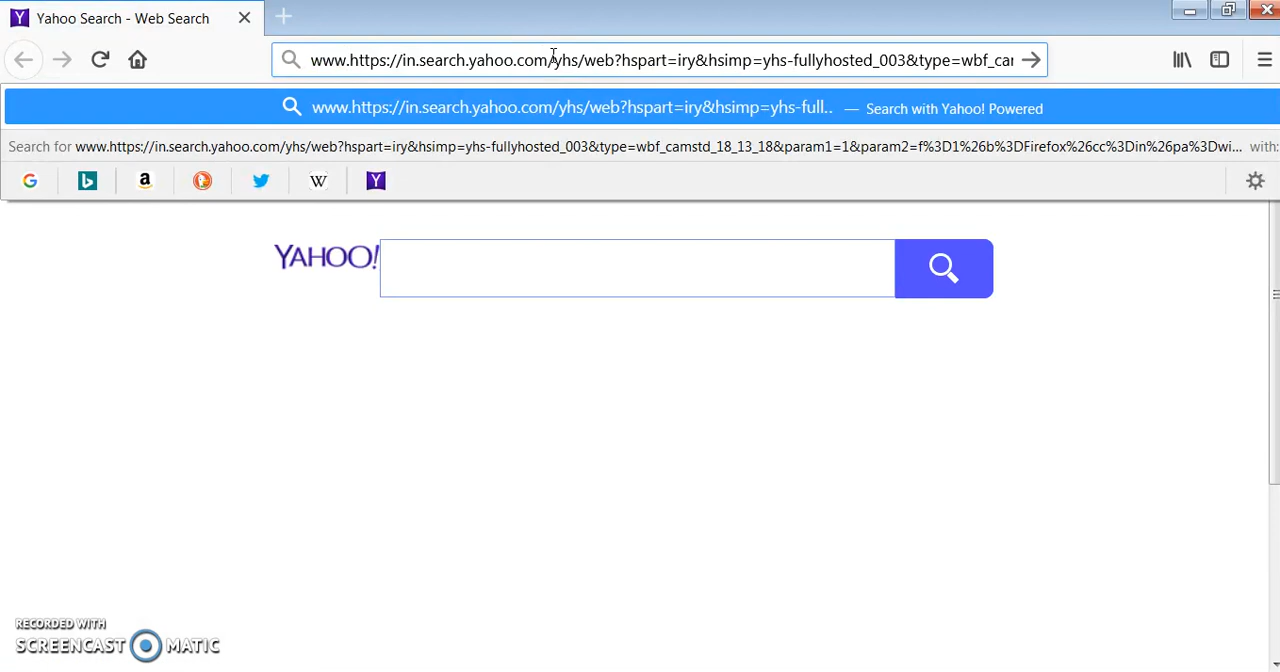 Yahoo Search - Web Search
www.https://in.search.yahoo.com/yhs/web?hspart=iry&hsimp=yhs-fullyhosted_003&type=wbf_car
www.https://in.search.yahoo.com/yhs/web?hspart=iry&hsimp=yhs-full.. — Search with Yahoo! Powered
Search for www.https://in.search.yahoo.com/yhs/web?hspart=iry&hsimp=yhs-fullyhosted_003&type=wbf_camstd_18_13_18&param1=1&param2=f%3D1%26b%3DFirefox%26cc%3Din%26pa%3Dwi... with:
G b a W Y
YAHOO!
RECORDED WITH
SCREENCAST MATIC